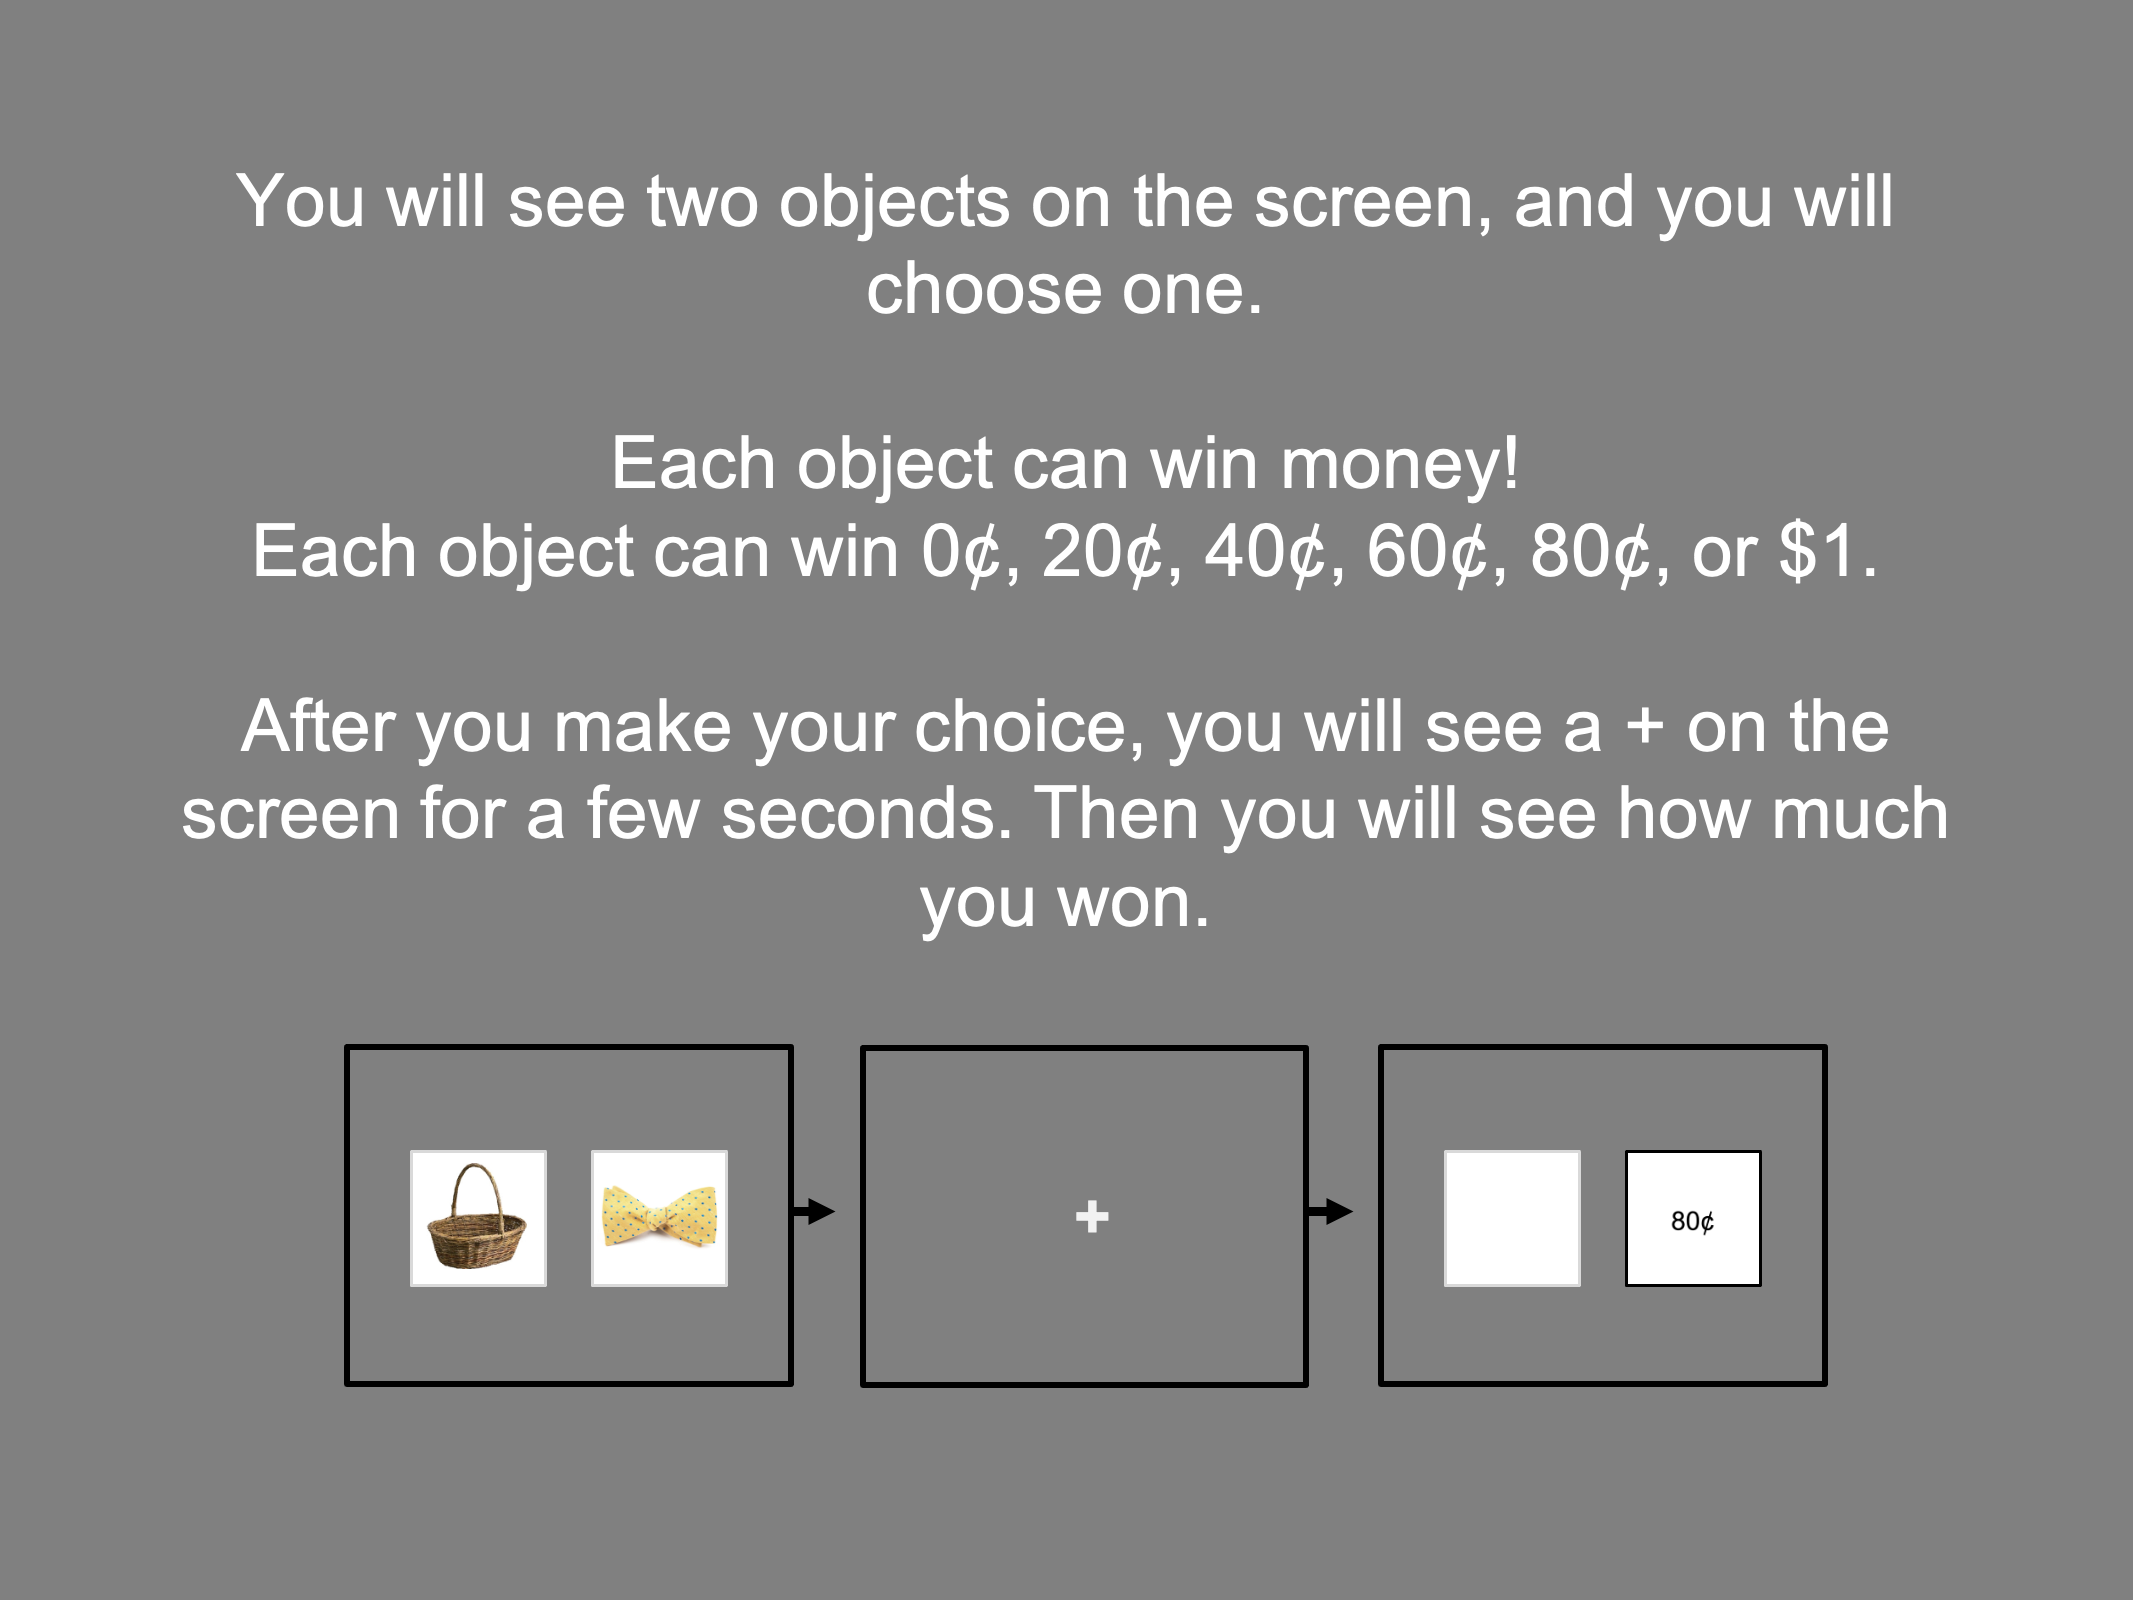 You will see two objects on the screen, and you will
choose one.
Each object can win money!
Each object can win 0¢, 20¢, 40¢, 60¢, 80¢, or $1.
After you make your choice, you will see a + on the
screen for a few seconds. Then you will see how much
you won.
+
80¢